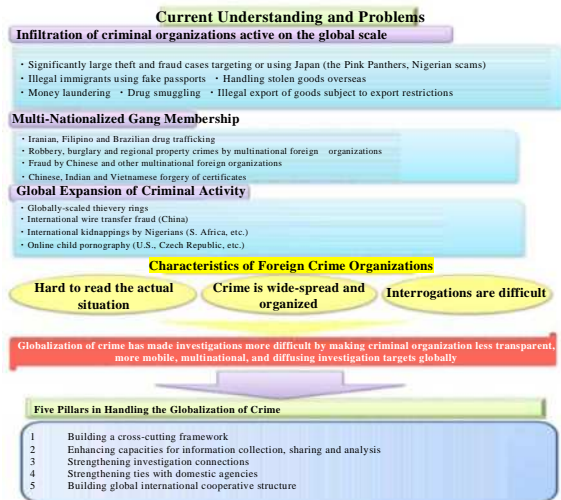 Current Understanding and Problems
Infiltration of criminal organizations active on the global scale
・Significantly large theft and fraud cases targeting or using Japan (the Pink Panthers, Nigerian scams)
・Illegal immigrants using fake passports ・Handling stolen goods overseas
・Money laundering ・Drug smuggling ・Illegal export of goods subject to export restrictions
Multi-Nationalized Gang Membership
・Iranian, Filipino and Brazilian drug trafficking
・Robbery, burglary and regional property crimes by multinational foreign organizations
・Fraud by Chinese and other multinational foreign organizations
・Chinese, Indian and Vietnamese forgery of certificates
Global Expansion of Criminal Activity
・Globally-scaled thievery rings
・International wire transfer fraud (China)
・International kidnappings by Nigerians (S. Africa, etc.)
・Online child pornography (U.S., Czech Republic, etc.)
Characteristics of Foreign Crime Organizations
Hard to read the actual
situation
Crime is wide-spread and
organized
Interrogations are difficult
Globalization of crime has made investigations more difficult by making criminal organization less transparent,
more mobile, multinational, and diffusing investigation targets globally
Five Pillars in Handling the Globalization of Crime
1 Building a cross-cutting framework
2 Enhancing capacities for information collection, sharing and analysis
3 Strengthening investigation connections
4 Strengthening ties with domestic agencies
5 Building global international cooperative structure